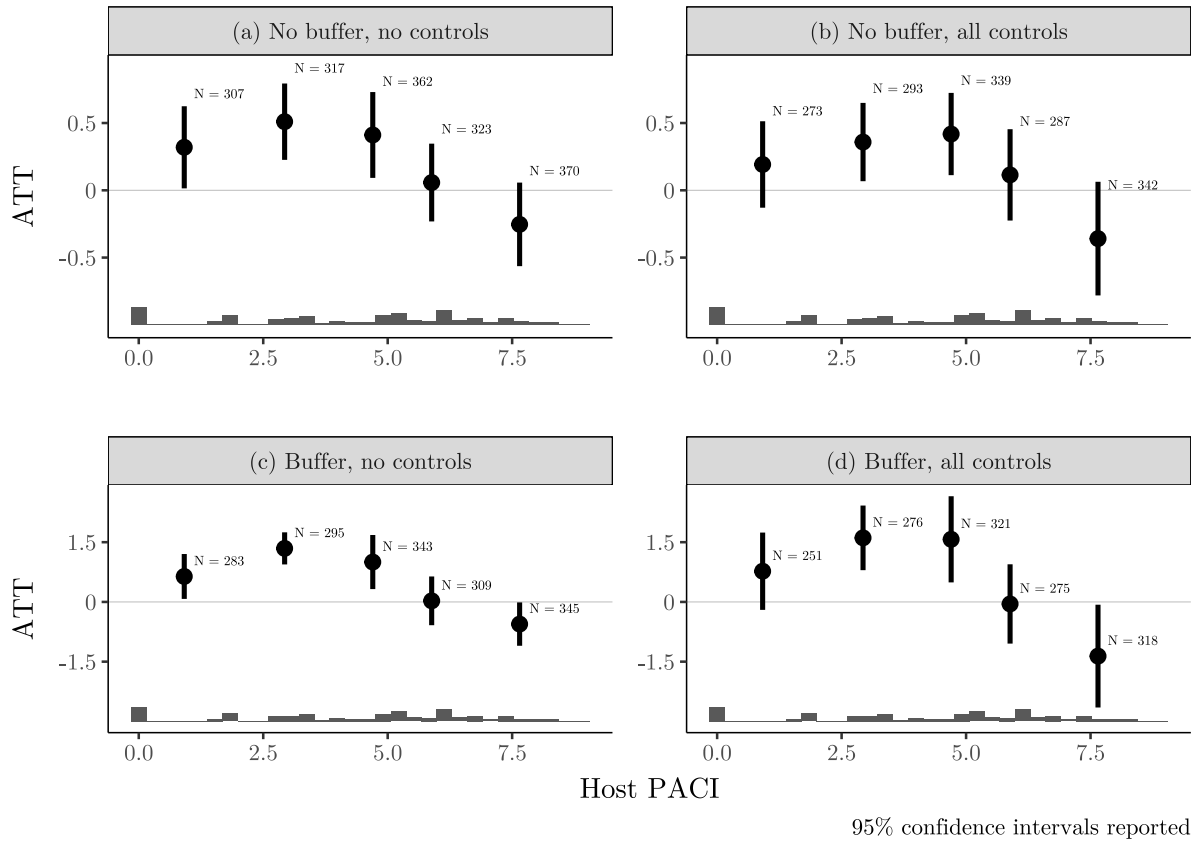 (a) No buffer, no controls
(b) No buffer, all controls
N = 307
N = 317
N = 362
N = 323
N = 370
N = 273
N = 293
N = 339
N = 287
N = 342
ATT
0.5
0
-0.5
0.5
0
-0.5
0.0 2.5 5.0 7.5
0.0 2.5 5.0 7.5
(c) Buffer, no controls
(d) Buffer, all controls
N = 283
N = 295
N = 343
N = 309
N = 345
N = 251
N = 276
N = 321
N = 275
N = 318
ATT
1.5
0
-1.5
1.5
0
-1.5
0.0 2.5 5.0 7.5
0.0 2.5 5.0 7.5
Host PACI
95% confidence intervals reported